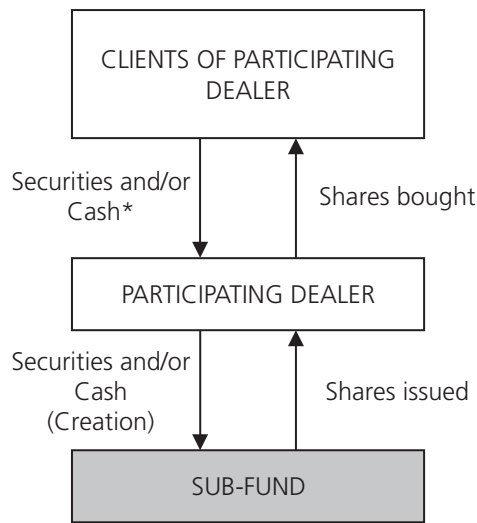 CLIENTS OF PARTICIPATING
DEALER
Securities and/or
Cash*
Shares bought
PARTICIPATING DEALER
Securities and/or
Cash
(Creation)
Shares issued
SUB-FUND